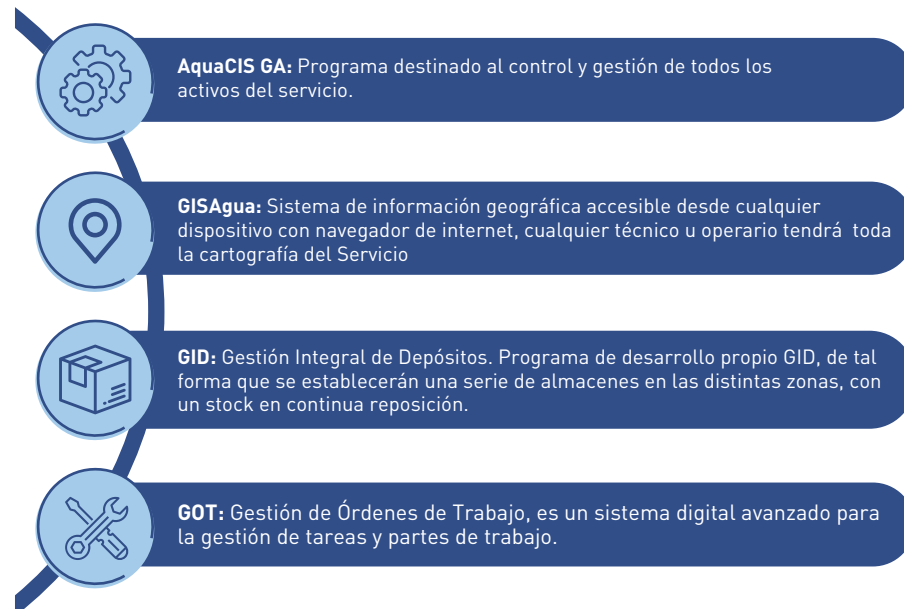 AquaCIS GA: Programa destinado al control y gestión de todos los
activos del servicio.
GISAgua: Sistema de información geográfica accesible desde cualquier
dispositivo con navegador de internet, cualquier técnico u operario tendrá  toda
la cartografía del Servicio
GID: Gestión Integral de Depósitos. Programa de desarrollo propio GID, de tal
forma que se establecerán una serie de almacenes en las distintas zonas, con
un stock en continua reposición.
GOT: Gestión de Órdenes de Trabajo, es un sistema digital avanzado para
la gestión de tareas y partes de trabajo.